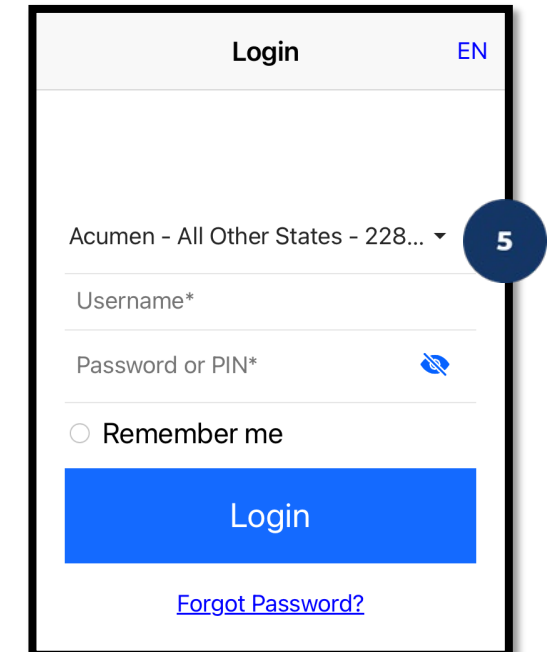 Login
EN
Acumen - All Other States - 228...
5
Username*
Password or PIN*
Remember me
Login
Forgot Password?